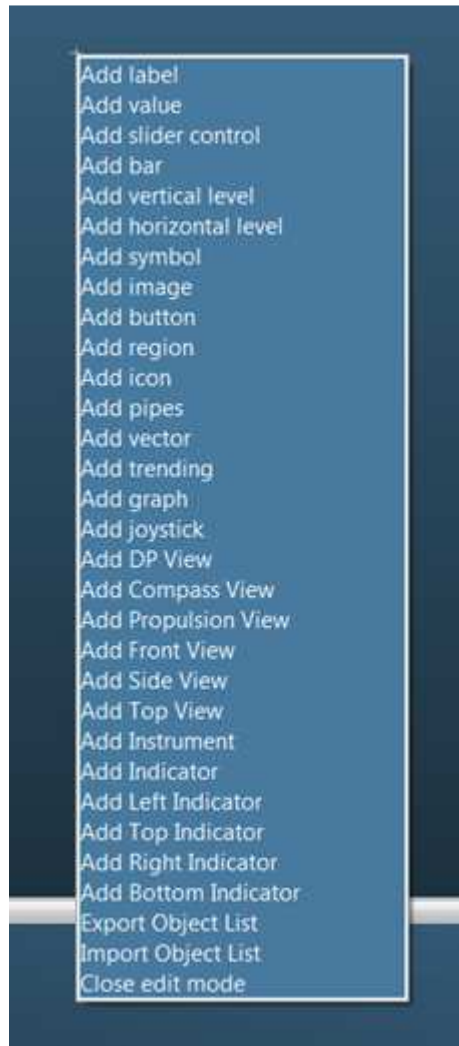 Add label
Add value
Add slider control
Add bar
Add vertical level
Add horizontal level
Add symbol
Add image
Add button
Add region
Add icon
Add pipes
Add vector
Add trending
Add graph
Add joystick
Add DP View
Add Compass View
Add Propulsion View
Add Front View
Add Side View
Add Top View
Add Instrument
Add Indicator
Add Left Indicator
Add Top Indicator
Add Right Indicator
Add Bottom Indicator
Export Object List
Import Object List
Close edit mode